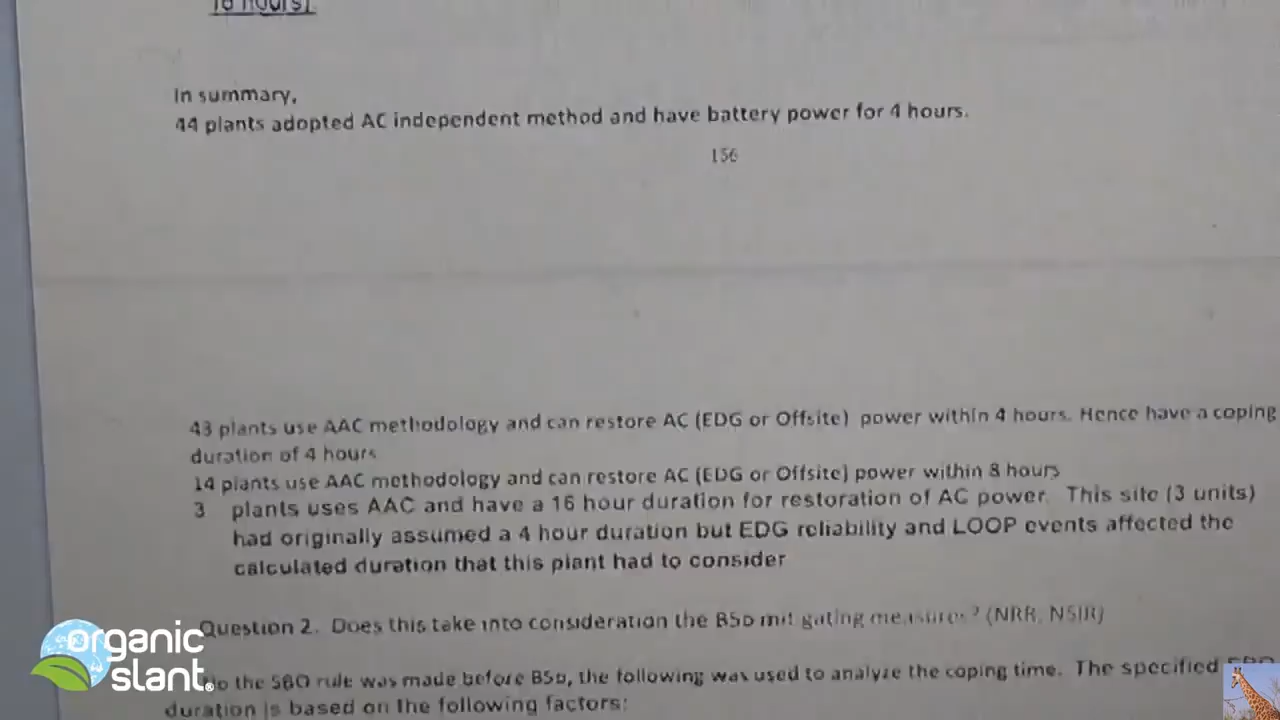 16 hours].
In summary,
44 plants adopted AC independent method and have battery power for 4 hours.
156
43 plants use AAC methodology and can restore AC (EDG or Offsite) power within 4 hours. Hence have a coping
duration of 4 hours
14 plants use AAC methodology and can restore AC (EDG or Offsite) power within 8 hours
3 plants uses AAC and have a 16 hour duration for restoration of AC power. This site (3 units)
had originally assumed a 4 hour duration but EDG reliability and LOOP events affected the
calculated duration that this plant had to consider
Question 2. Does this take into consideration the B5b mitigating measures? (NRR, NSIR)
No the SBO rule was made before B5b, the following was used to analyze the coping time. The specified SBO
duration is based on the following factors:
organic
slant®